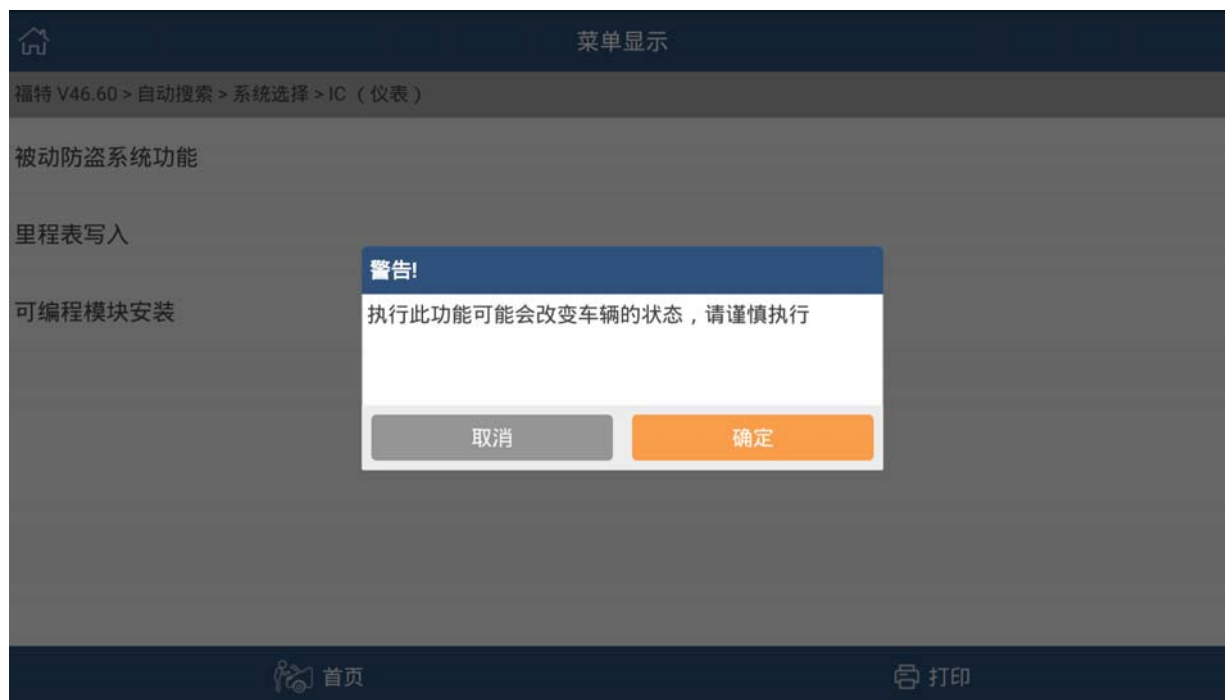 菜单显示
福特 V46.60 > 自动搜索 > 系统选择 > IC （仪表）
被动防盗系统功能
里程表写入
可编程模块安装
警告!
执行此功能可能会改变车辆的状态，请谨慎执行
取消 确定
首页 打印